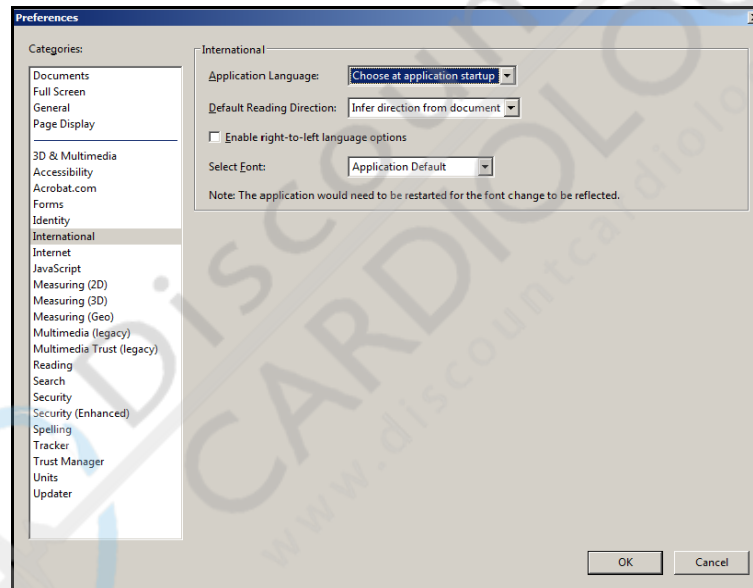 Preferences
Categories:
Documents
Full Screen
General
Page Display
3D & Multimedia
Accessibility
Acrobat.com
Forms
Identity
International
Internet
JavaScript
Measuring (2D)
Measuring (3D)
Measuring (Geo)
Multimedia (legacy)
Multimedia Trust (legacy)
Reading
Search
Security
Security (Enhanced)
Spelling
Tracker
Trust Manager
Units
Updater
International
Application Language: Choose at application startup
Default Reading Direction: Infer direction from document
Enable right-to-left language options
Select Font: Application Default
Note: The application would need to be restarted for the font change to be reflected.
OK Cancel